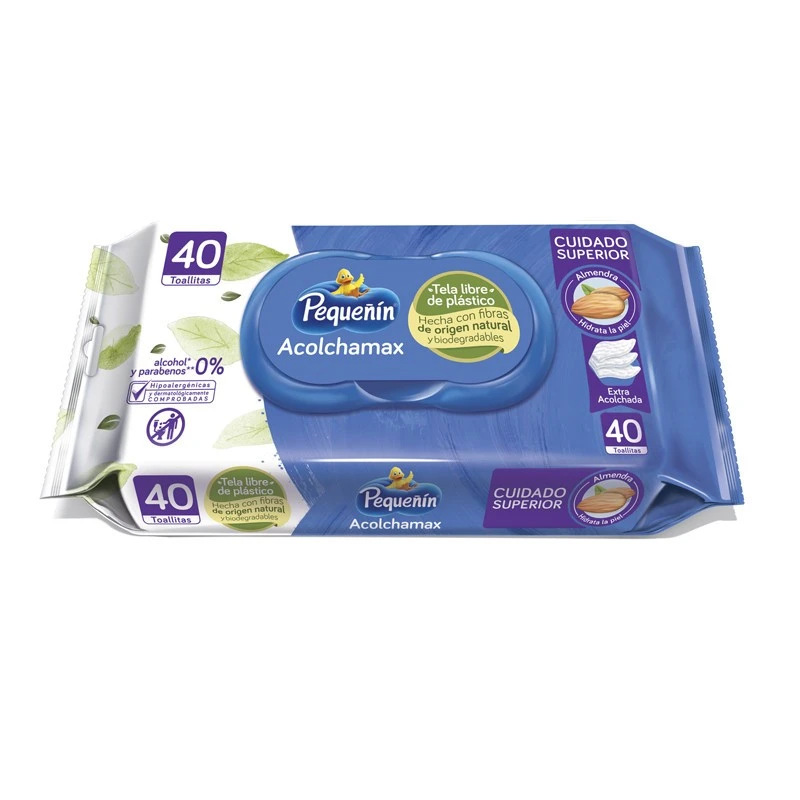 40
Toallitas
alcohol*
y parabenos**0%
Hipoalergénicas
y dermatológicamente
COMPROBADAS
Pequeñín
Acolchamax
Tela libre
de plástico
Hecha con fibras
de origen natural
y biodegradables
CUIDADO
SUPERIOR
Almendra
Hidrata la piel
Extra
Acolchada
40
Toallitas
40
Toallitas
Tela libre
de plástico
Hecha con fibras
de origen natural
y biodegradables
Pequeñín
Acolchamax
CUIDADO
SUPERIOR
Almendra
Hidrata la piel